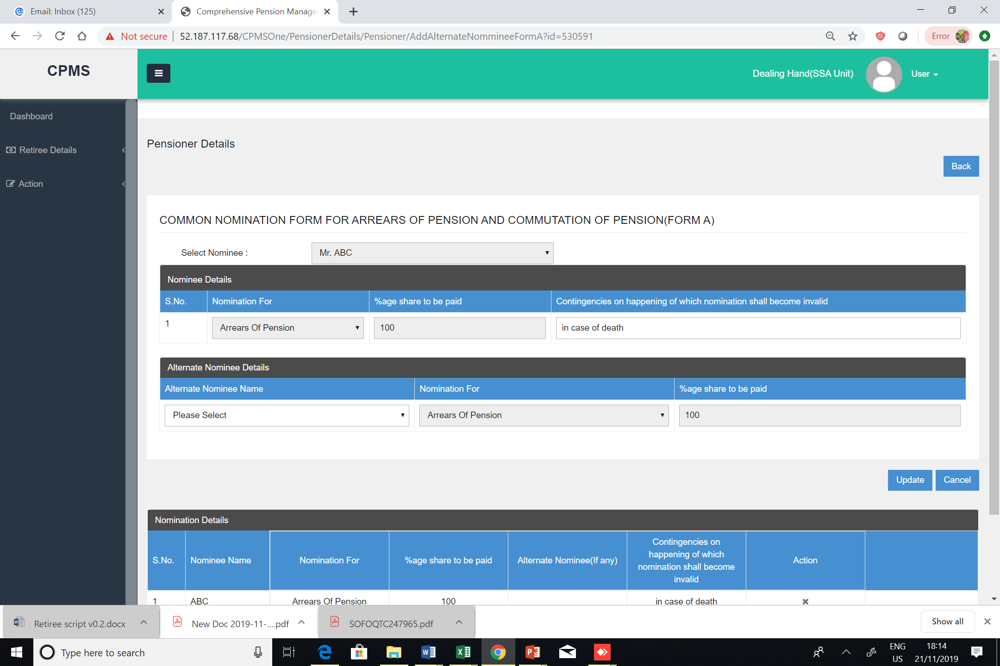 Email: Inbox (125)
Comprehensive Pension Manage
Not secure
52.187.117.68/CPMSOne/PensionerDetails/Pensioner/AddAlternateNommineeFormA?id=530591
Error
CPMS
Dealing Hand(SSA Unit)
User
Dashboard
Retiree Details
Action
Pensioner Details
Back
COMMON NOMINATION FORM FOR ARREARS OF PENSION AND COMMUTATION OF PENSION(FORM A)
Select Nominee :
Mr. ABC
Nominee Details
S.No.
Nomination For
%age share to be paid
Contingencies on happening of which nomination shall become invalid
1
Arrears Of Pension
100
in case of death
Alternate Nominee Details
Alternate Nominee Name
Nomination For
%age share to be paid
Please Select
Arrears Of Pension
100
Update
Cancel
Nomination Details
S.No.
Nominee Name
Nomination For
%age share to be paid
Alternate Nominee(If any)
Contingencies on
happening of which
nomination shall become
invalid
Action
1
ABC
Arrears Of Pension
100
in case of death
Retiree script v0.2.docx
New Doc 2019-11-....pdf
SOFOQTC247965.pdf
Show all
Type here to search
ENG
US
18:14
21/11/2019